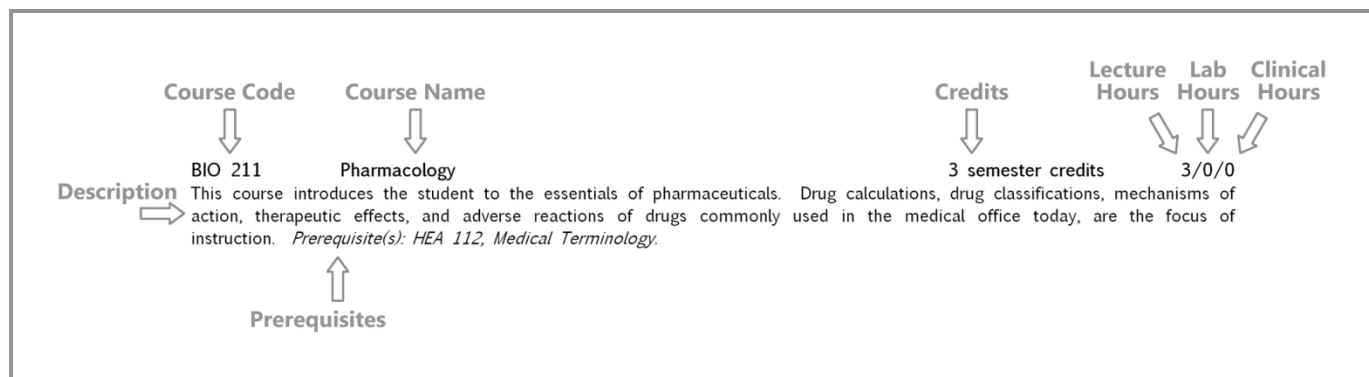 Lecture Lab Clinical
Course Code Course Name Credits Hours Hours Hours
BIO 211 Pharmacology 3 semester credits 3/0/0
Description This course introduces the student to the essentials of pharmaceuticals. Drug calculations, drug classifications, mechanisms of
action, therapeutic effects, and adverse reactions of drugs commonly used in the medical office today, are the focus of
instruction. Prerequisite(s): HEA 112, Medical Terminology.
Prerequisites